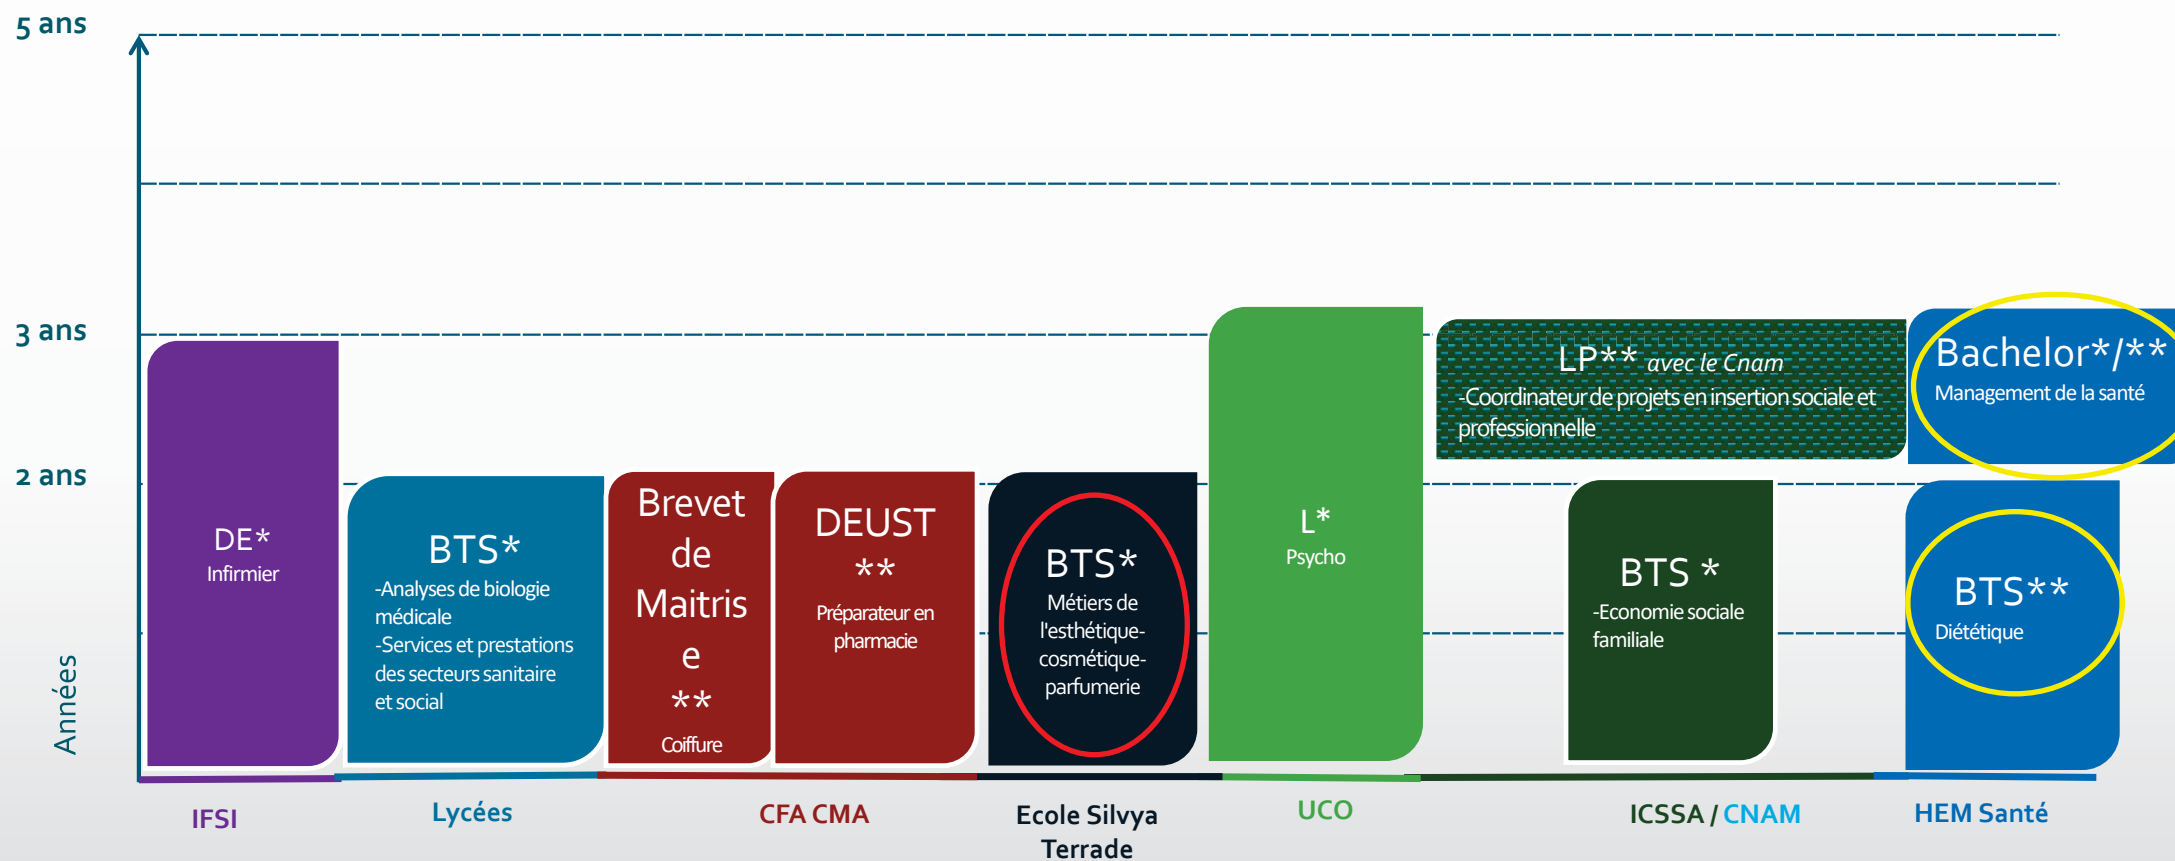 5 ans
3 ans
2 ans
Années
DE*
Infirmier
BTS*
-Analyses de biologie
médicale
-Services et prestations
des secteurs sanitaire
et social
Brevet
de
Maitris
e
**
Coiffure
DEUST
**
Préparateur en
pharmacie
BTS*
Métiers de
l'esthétique-
cosmétique-
parfumerie
L*
Psycho
LP** avec le Cnam
-Coordinateur de projets en insertion sociale et
professionnelle
BTS *
-Economie sociale
familiale
Bachelor*/**
Management de la santé
BTS**
Diététique
IFSI
Lycées
CFA CMA
Ecole Silvya
Terrade
UCO
ICSSA / CNAM
HEM Santé